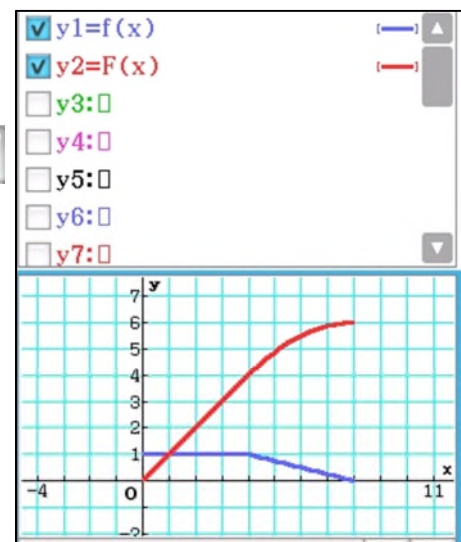 y1=f(x)
y2=F(x)
y3:▯
y4:▯
y5:▯
y6:▯
y7:▯
y
7
6
5
4
3
2
1
x
-4
O
11
-2